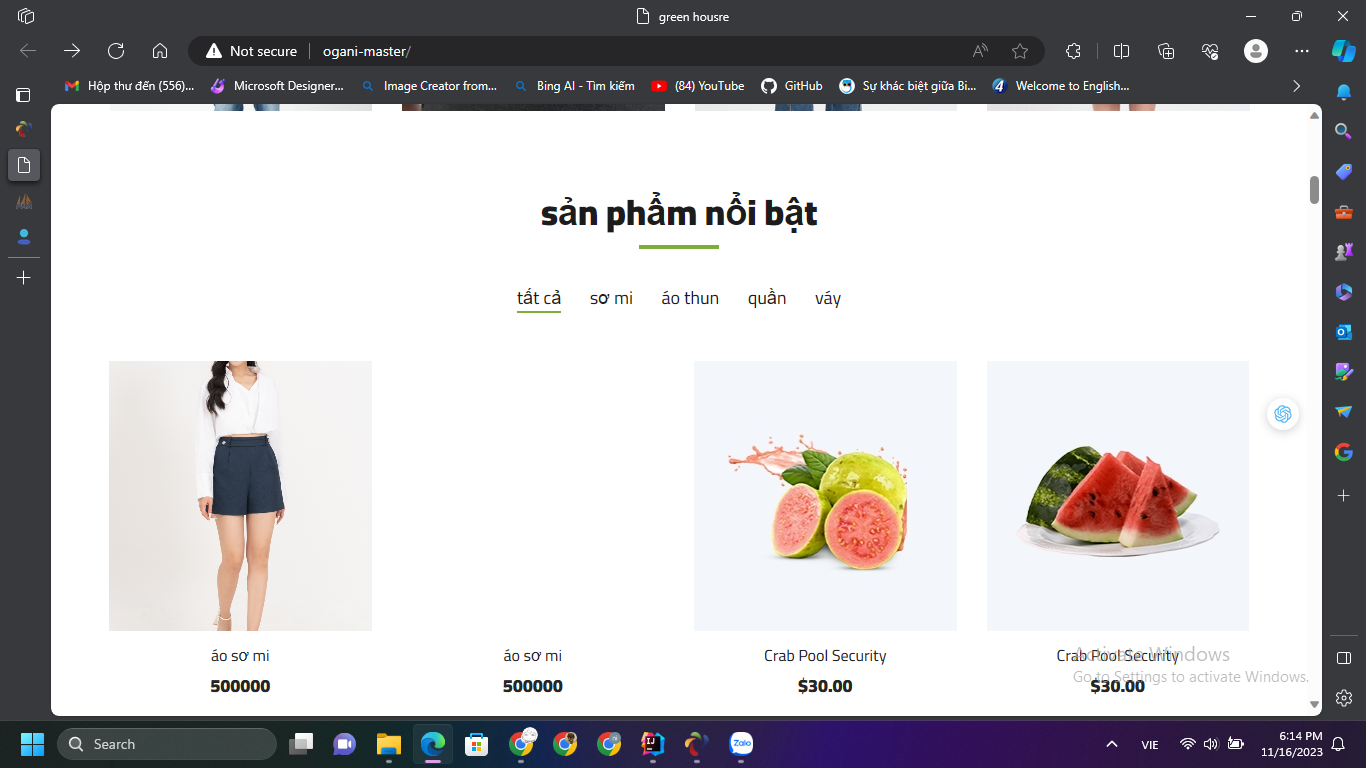 green housre
Not secure
ogani-master/
Hộp thư đến (556)...
Microsoft Designer...
Image Creator from...
Bing AI - Tìm kiếm
(84) YouTube
GitHub
Sự khác biệt giữa Bi...
Welcome to English...
sản phẩm nổi bật
tất cả
sơ mi
áo thun
quần
váy
áo sơ mi
500000
áo sơ mi
500000
Crab Pool Security
$30.00
Crab Pool Security
$30.00
Activate Windows
Go to Settings to activate Windows.
Search
Zalo
VIE
6:14 PM
11/16/2023